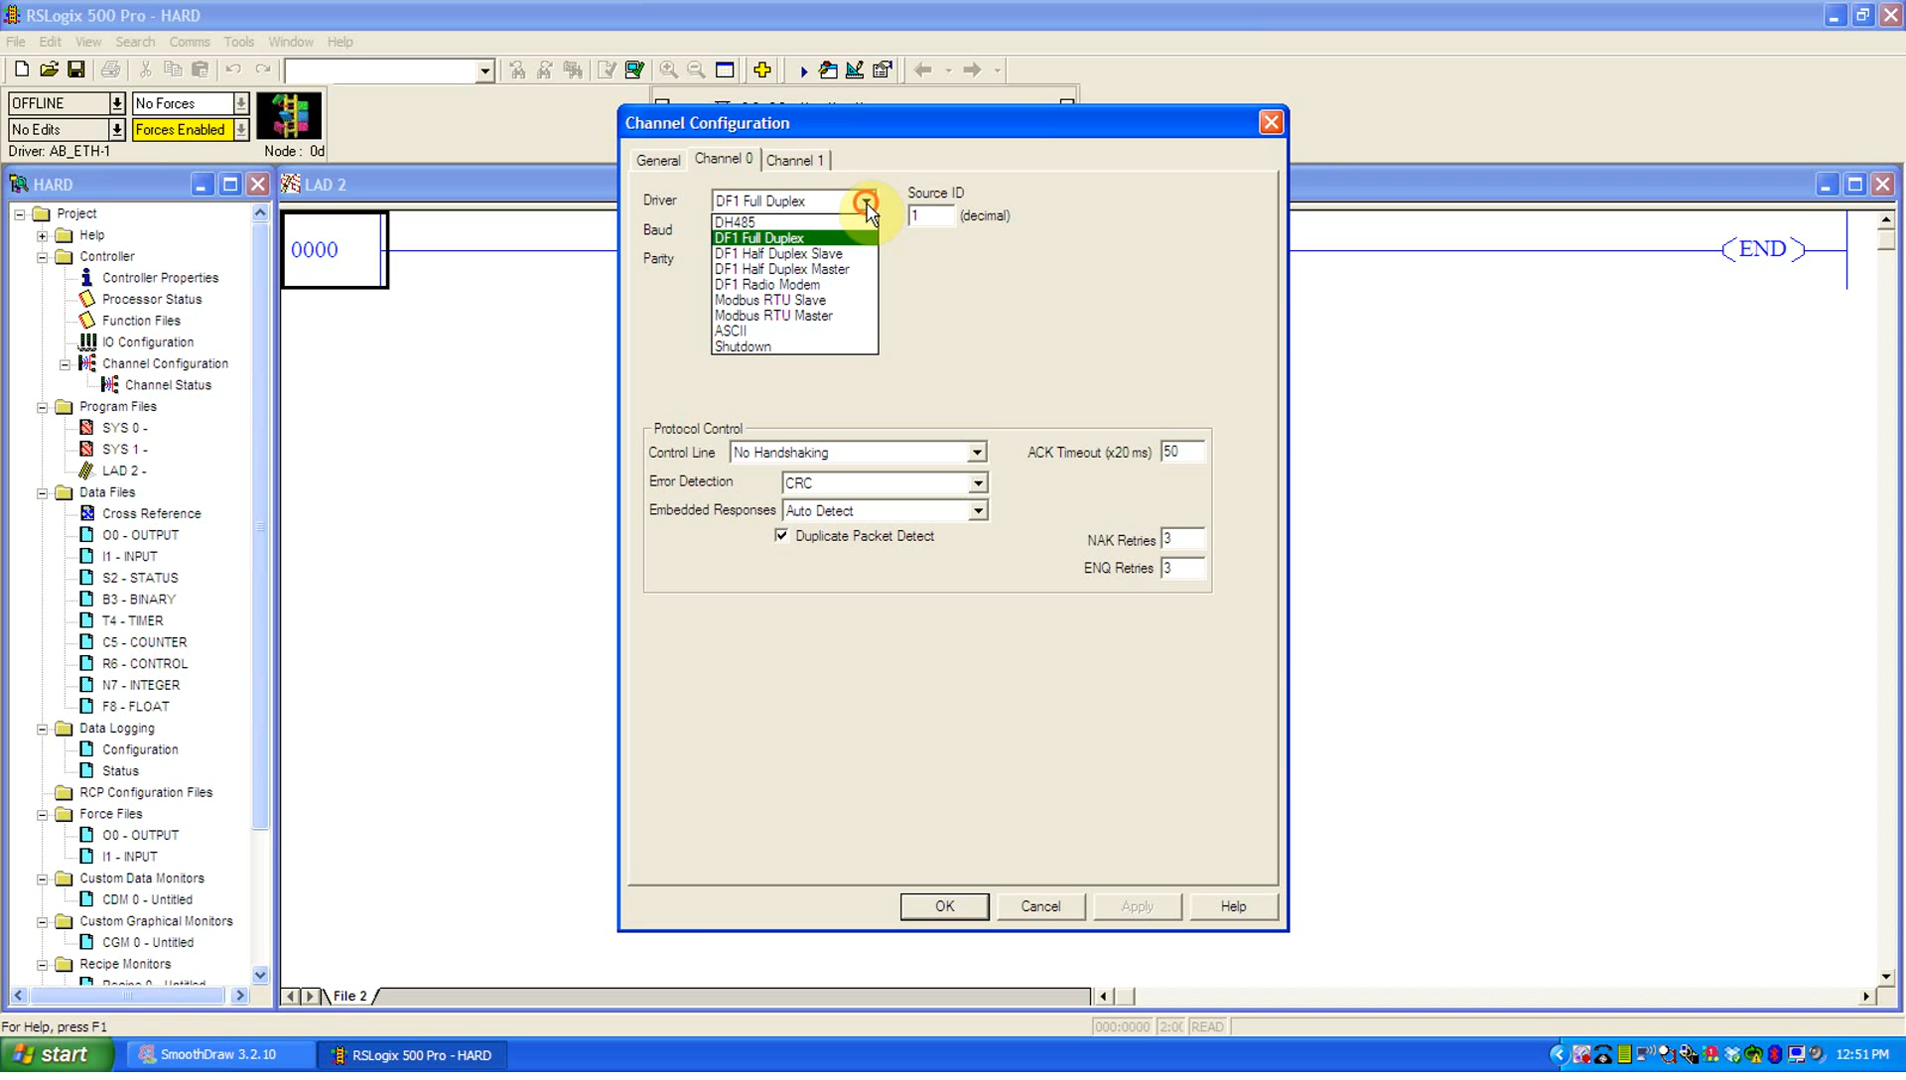 RSLogix 500 Pro - HARD
File Edit View Search Comms Tools Window Help
OFFLINE No Forces
No Edits Forces Enabled
Driver: AB_ETH-1 Node : 0d
HARD
LAD 2
Project
Help
Controller
Controller Properties
Processor Status
Function Files
IO Configuration
Channel Configuration
Channel Status
Program Files
SYS 0 -
SYS 1 -
LAD 2 -
Data Files
Cross Reference
O0 - OUTPUT
I1 - INPUT
S2 - STATUS
B3 - BINARY
T4 - TIMER
C5 - COUNTER
R6 - CONTROL
N7 - INTEGER
F8 - FLOAT
Data Logging
Configuration
Status
RCP Configuration Files
Force Files
O0 - OUTPUT
I1 - INPUT
Custom Data Monitors
CDM 0 - Untitled
Custom Graphical Monitors
CGM 0 - Untitled
Recipe Monitors
0000
END
File 2
Channel Configuration
General Channel 0 Channel 1
Driver DF1 Full Duplex
Source ID
1 (decimal)
Baud
Parity
DH485
DF1 Full Duplex
DF1 Half Duplex Slave
DF1 Half Duplex Master
DF1 Radio Modem
Modbus RTU Slave
Modbus RTU Master
ASCII
Shutdown
Protocol Control
Control Line No Handshaking ACK Timeout (x20 ms) 50
Error Detection CRC
Embedded Responses Auto Detect
Duplicate Packet Detect NAK Retries 3
ENQ Retries 3
OK Cancel Apply Help
For Help, press F1
000:0000 READ
start SmoothDraw 3.2.10 RSLogix 500 Pro - HARD 12:51 PM